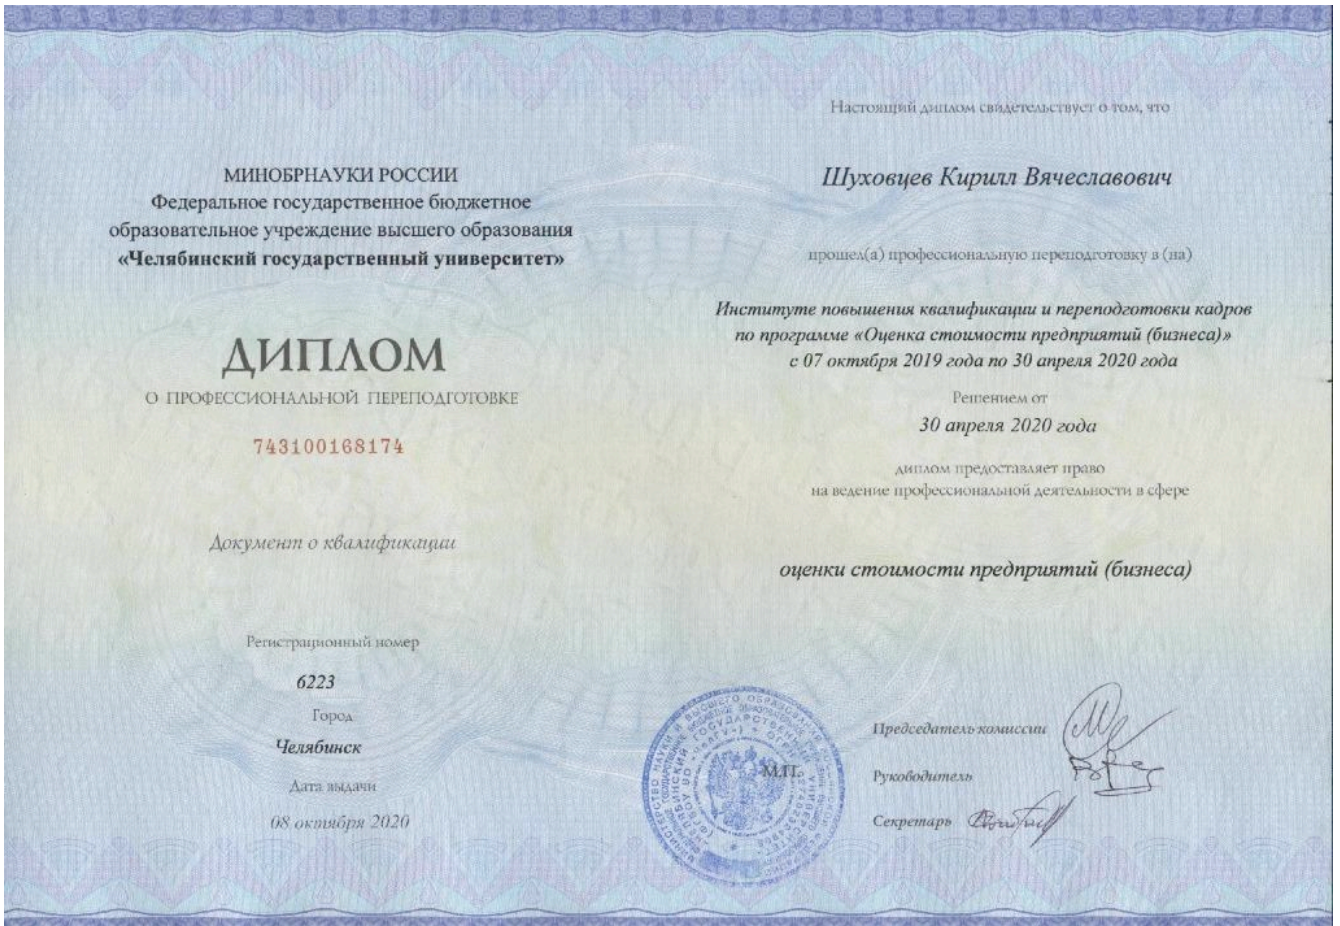 МИНОБРНАУКИ РОССИИ
Федеральное государственное бюджетное
образовательное учреждение высшего образования
«Челябинский государственный университет»
ДИПЛОМ
О ПРОФЕССИОНАЛЬНОЙ ПЕРЕПОДГОТОВКЕ
743100168174
Документ о квалификации
Регистрационный номер
6223
Город
Челябинск
Дата выдачи
08 октября 2020
Настоящий диплом свидетельствует о том, что
Шуховцев Кирилл Вячеславович
прошел(а) профессиональную переподготовку в (на)
Институте повышения квалификации и переподготовки кадров
по программе «Оценка стоимости предприятий (бизнеса)»
с 07 октября 2019 года по 30 апреля 2020 года
Решением от
30 апреля 2020 года
диплом предоставляет право
на ведение профессиональной деятельности в сфере
оценки стоимости предприятий (бизнеса)
М.П.
Председатель комиссии
Руководитель
Секретарь